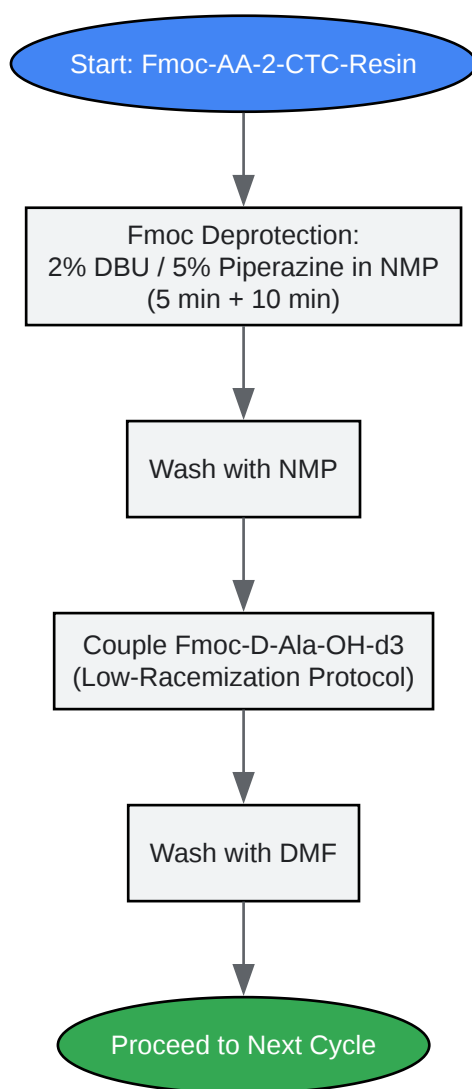 Start: Fmoc-AA-2-CTC-Resin
Fmoc Deprotection:
2% DBU / 5% Piperazine in NMP
(5 min + 10 min)
Wash with NMP
Couple Fmoc-D-Ala-OH-d3
(Low-Racemization Protocol)
Wash with DMF
Proceed to Next Cycle